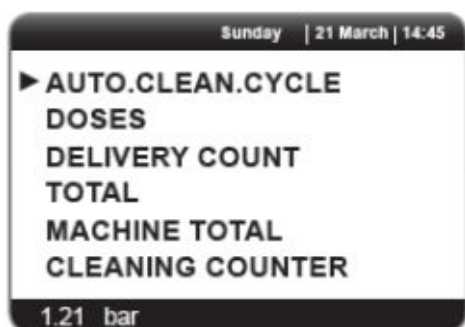 Sunday | 21 March | 14:45
AUTO.CLEAN.CYCLE
DOSES
DELIVERY COUNT
TOTAL
MACHINE TOTAL
CLEANING COUNTER
1.21 bar